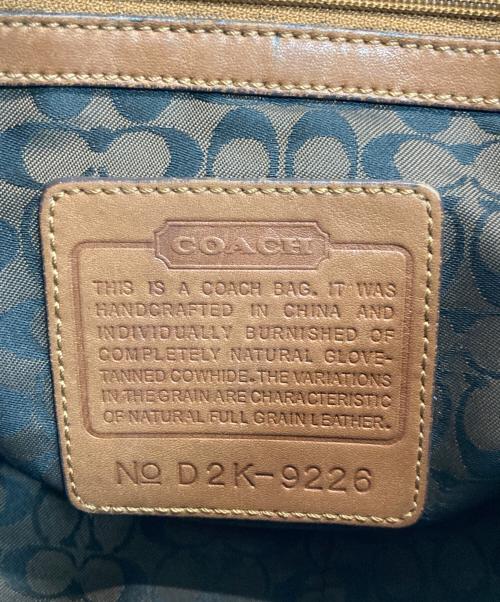 COACH
THIS IS A COACH BAG. IT WAS
HANDCRAFTED IN CHINA AND
INDIVIDUALLY BURNISHED OF
COMPLETELY NATURAL GLOVE-
TANNED COWHIDE. THE VARIATIONS
IN THE GRAIN ARE CHARACTERISTIC
OF NATURAL FULL GRAIN LEATHER.
No D2K-9226